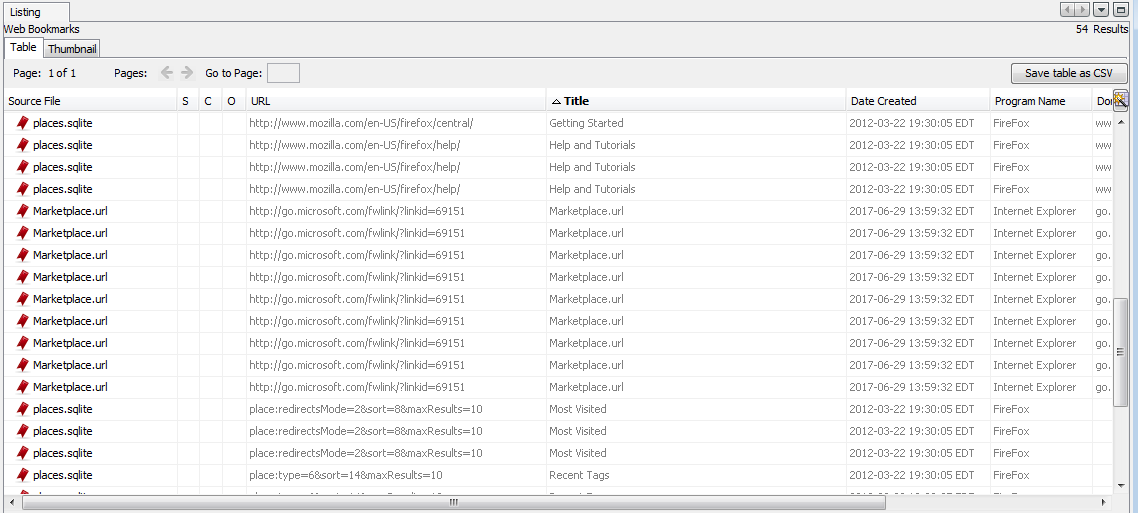 Listing
Web Bookmarks 54 Results
Table Thumbnail
Page: 1 of 1 Pages: Go to Page: Save table as CSV
Source File S C O URL Title Date Created Program Name
places.sqlite http://www.mozilla.com/en-US/firefox/central/ Getting Started 2012-03-22 19:30:05 EDT FireFox ww
places.sqlite http://www.mozilla.com/en-US/firefox/help/ Help and Tutorials 2012-03-22 19:30:05 EDT FireFox ww
places.sqlite http://www.mozilla.com/en-US/firefox/help/ Help and Tutorials 2012-03-22 19:30:05 EDT FireFox ww
places.sqlite http://www.mozilla.com/en-US/firefox/help/ Help and Tutorials 2012-03-22 19:30:05 EDT FireFox ww
Marketplace.url http://go.microsoft.com/fwlink/?linkid=69151 Marketplace.url 2017-06-29 13:59:32 EDT Internet Explorer go.
Marketplace.url http://go.microsoft.com/fwlink/?linkid=69151 Marketplace.url 2017-06-29 13:59:32 EDT Internet Explorer go.
Marketplace.url http://go.microsoft.com/fwlink/?linkid=69151 Marketplace.url 2017-06-29 13:59:32 EDT Internet Explorer go.
Marketplace.url http://go.microsoft.com/fwlink/?linkid=69151 Marketplace.url 2017-06-29 13:59:32 EDT Internet Explorer go.
Marketplace.url http://go.microsoft.com/fwlink/?linkid=69151 Marketplace.url 2017-06-29 13:59:32 EDT Internet Explorer go.
Marketplace.url http://go.microsoft.com/fwlink/?linkid=69151 Marketplace.url 2017-06-29 13:59:32 EDT Internet Explorer go.
Marketplace.url http://go.microsoft.com/fwlink/?linkid=69151 Marketplace.url 2017-06-29 13:59:32 EDT Internet Explorer go.
Marketplace.url http://go.microsoft.com/fwlink/?linkid=69151 Marketplace.url 2017-06-29 13:59:32 EDT Internet Explorer go.
Marketplace.url http://go.microsoft.com/fwlink/?linkid=69151 Marketplace.url 2017-06-29 13:59:32 EDT Internet Explorer go.
places.sqlite place:redirectsMode=2&sort=8&maxResults=10 Most Visited 2012-03-22 19:30:05 EDT FireFox
places.sqlite place:redirectsMode=2&sort=8&maxResults=10 Most Visited 2012-03-22 19:30:05 EDT FireFox
places.sqlite place:redirectsMode=2&sort=8&maxResults=10 Most Visited 2012-03-22 19:30:05 EDT FireFox
places.sqlite place:type=6&sort=14&maxResults=10 Recent Tags 2012-03-22 19:30:05 EDT FireFox